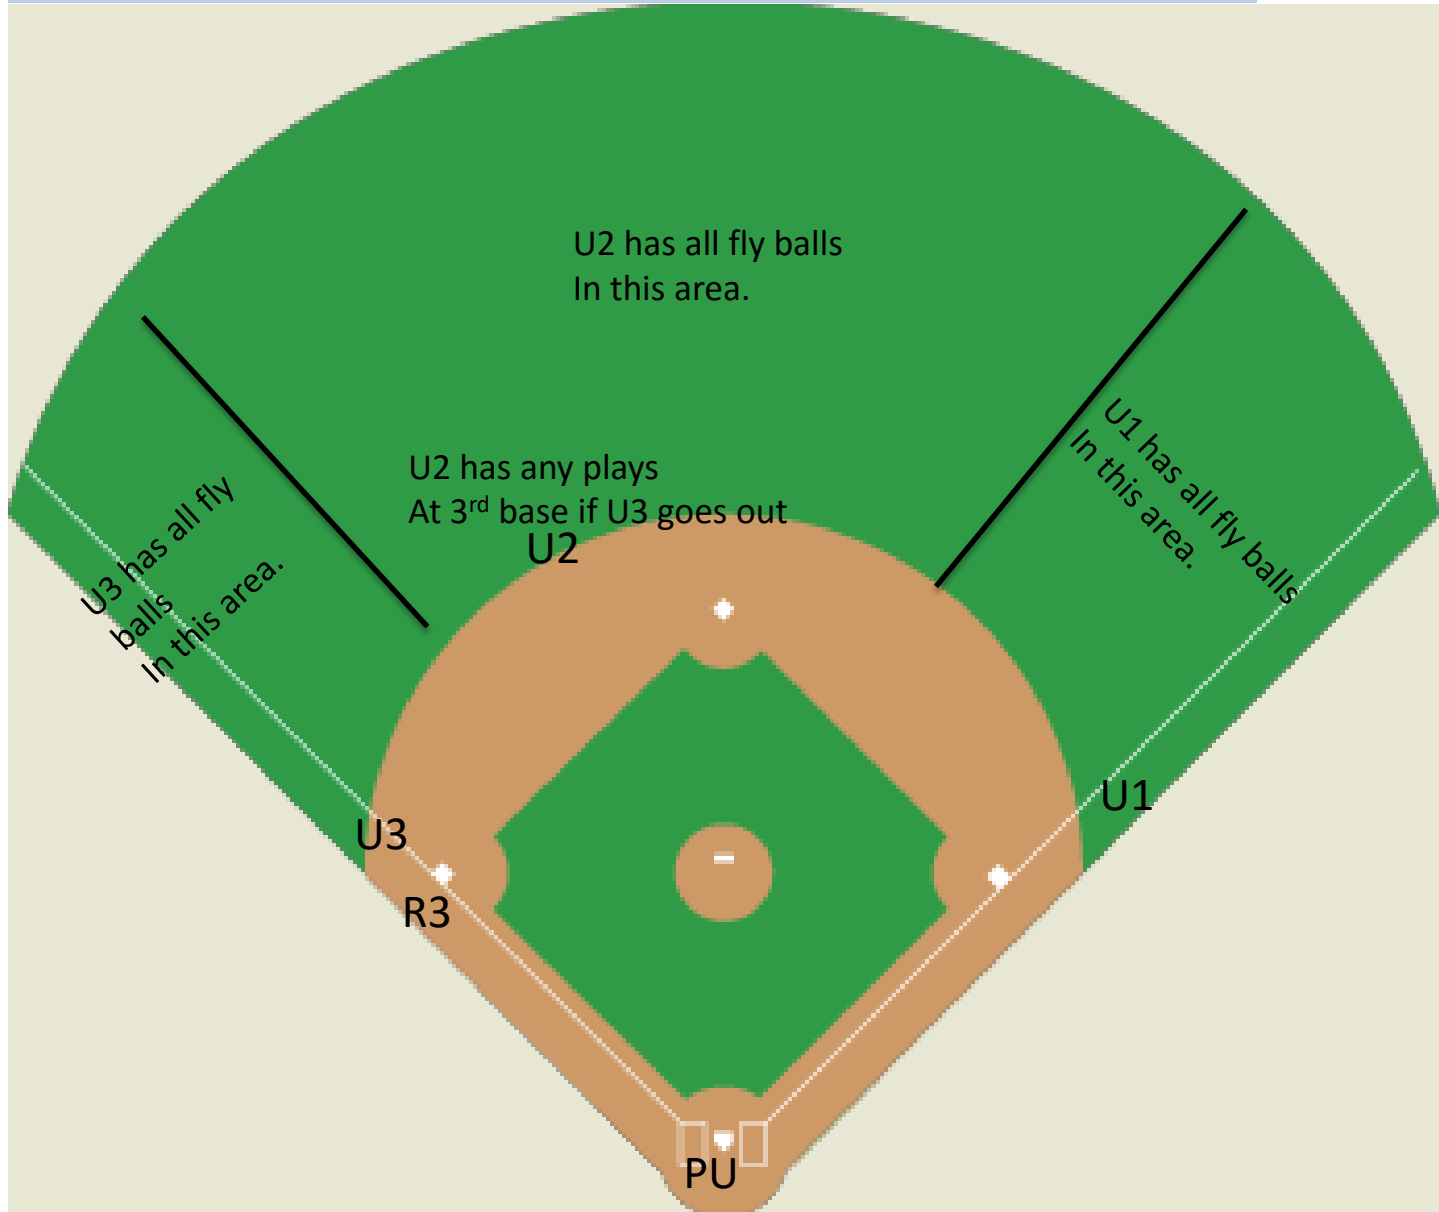 U2 has all fly balls
In this area.
U1 has all fly balls
In this area.
U2 has any plays
At 3rd base if U3 goes out
U3 has all fly
balls
In this area.
U2
U1
U3
R3
PU